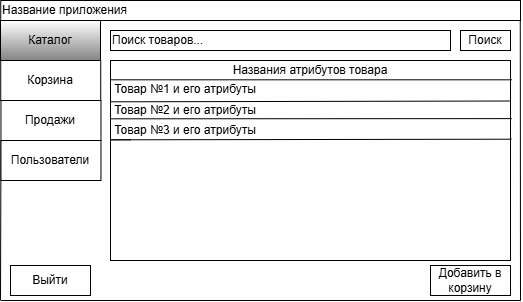 Название приложения
Каталог
Поиск товаров...
Поиск
Корзина
Продажи
Пользователи
Названия атрибутов товара
Товар №1 и его атрибуты
Товар №2 и его атрибуты
Товар №3 и его атрибуты
Выйти
Добавить в
корзину